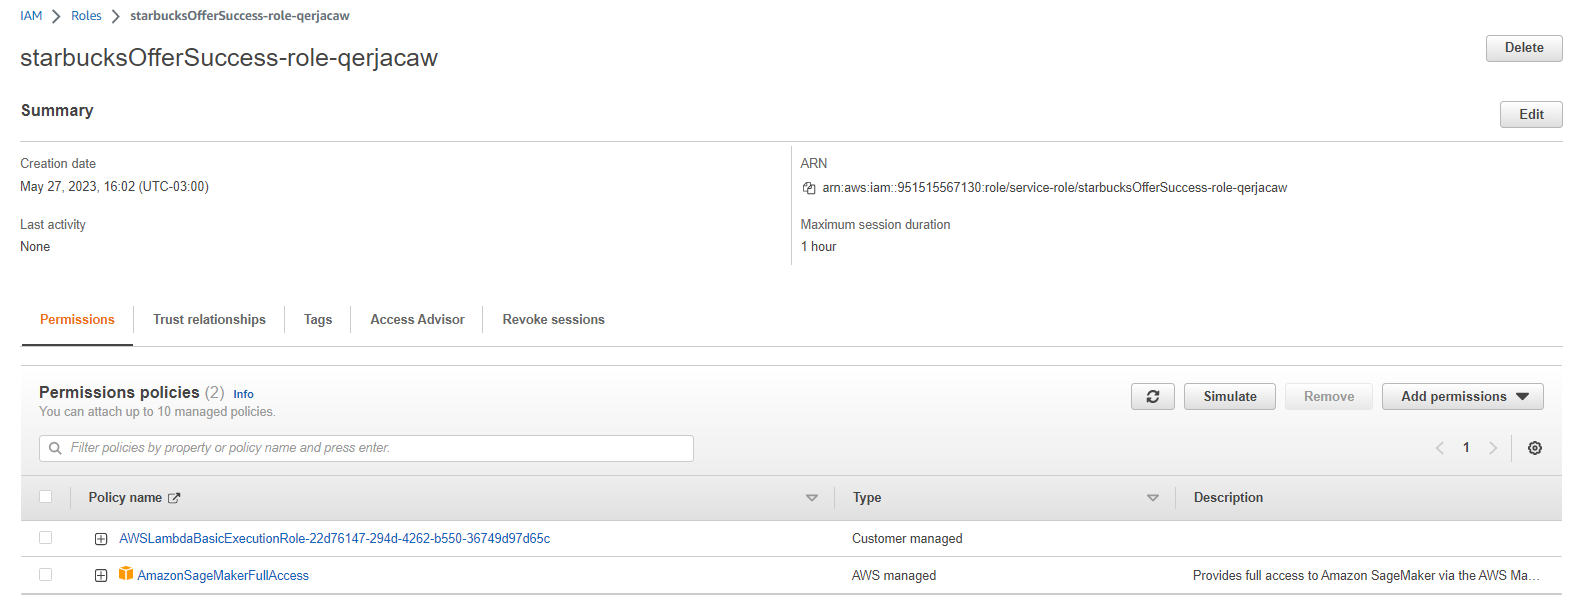 IAM > Roles > starbucksOfferSuccess-role-qerjacaw
starbucksOfferSuccess-role-qerjacaw
Delete
Summary
Edit
Creation date
May 27, 2023, 16:02 (UTC-03:00)
ARN
arn:aws:iam::951515567130:role/service-role/starbucksOfferSuccess-role-qerjacaw
Last activity
None
Maximum session duration
1 hour
Permissions
Trust relationships
Tags
Access Advisor
Revoke sessions
Permissions policies (2) Info
You can attach up to 10 managed policies.
Simulate
Remove
Add permissions
Filter policies by property or policy name and press enter.
1
Policy name
Type
Description
AWSLambdaBasicExecutionRole-22d76147-294d-4262-b550-36749d97d65c
Customer managed
AmazonSageMakerFullAccess
AWS managed
Provides full access to Amazon SageMaker via the AWS Ma...